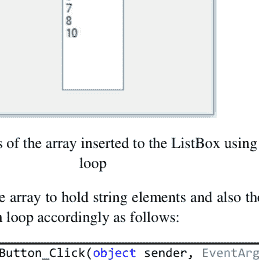 7
8
10
s of the array inserted to the ListBox using
loop
e array to hold string elements and also the
loop accordingly as follows:
Button_Click(object sender, EventArg